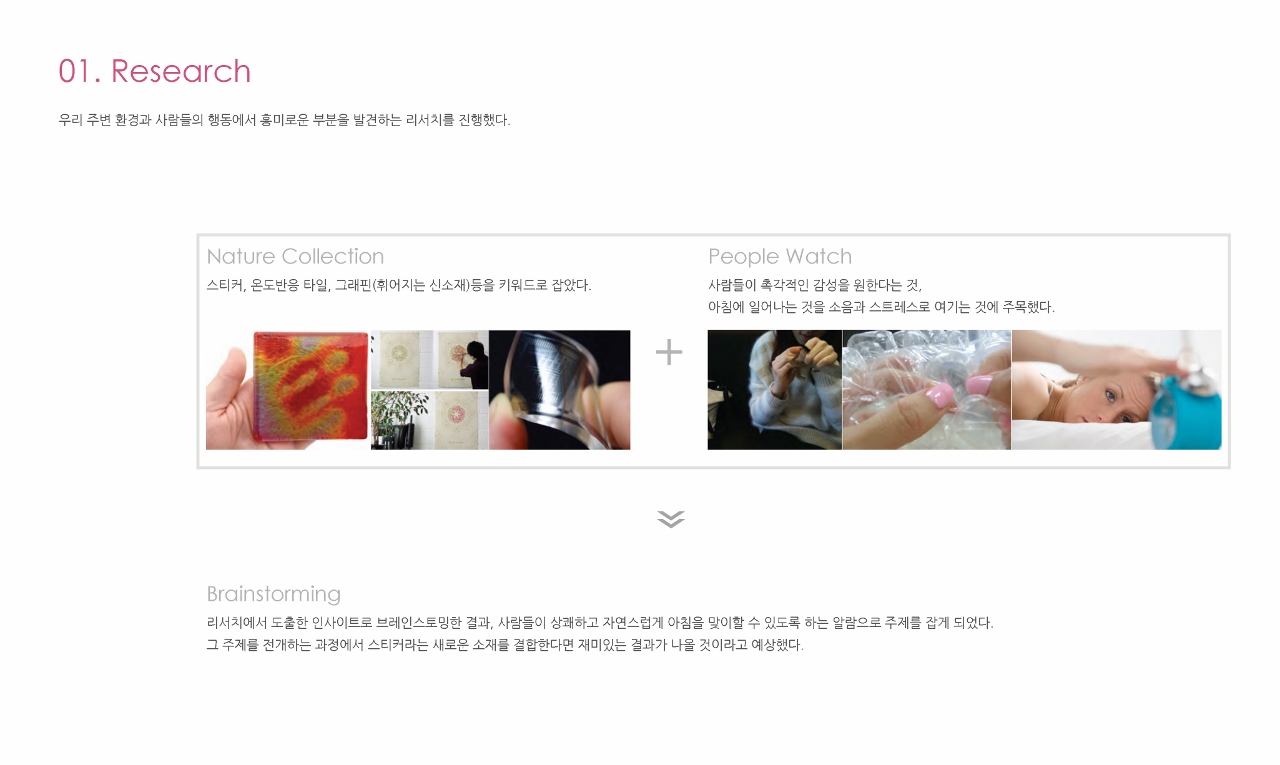 01. Research
우리 주변 환경과 사람들의 행동에서 흥미로운 부분을 발견하는 리서치를 진행했다.
Nature Collection
스티커, 온도반응 타일, 그래핀(휘어지는 신소재)등을 키워드로 잡았다.
People Watch
사람들이 촉각적인 감성을 원한다는 것,
아침에 일어나는 것을 소음과 스트레스로 여기는 것에 주목했다.
Brainstorming
리서치에서 도출한 인사이트로 브레인스토밍한 결과, 사람들이 상쾌하고 자연스럽게 아침을 맞이할 수 있도록 하는 알람으로 주제를 잡게 되었다.
그 주제를 전개하는 과정에서 스티커라는 새로운 소재를 결합한다면 재미있는 결과가 나올 것이라고 예상했다.